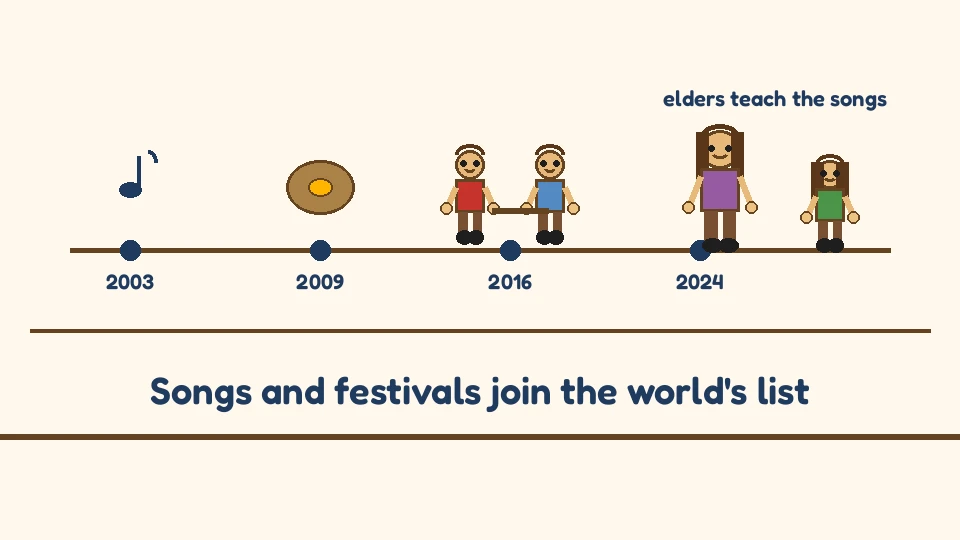 elders teach the songs
2003 2009 2016 2024
Songs and festivals join the world's list